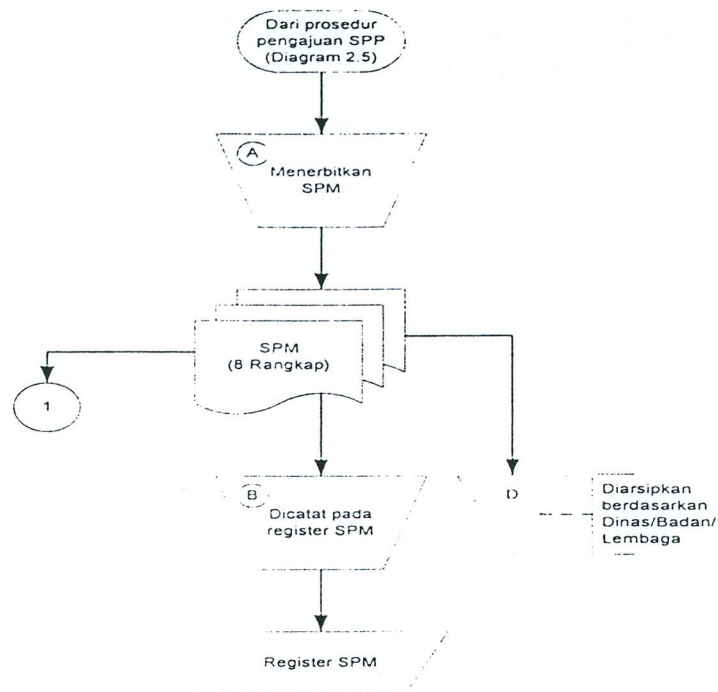 Dari prosedur
pengajuan SPP
(Diagram 2.5)
A
Menerbitkan
SPM
SPM
(8 Rangkap)
1
B
Dicatat pada
register SPM
D
Diarsipkan
berdasarkan
Dinas/Badan/
Lembaga
Register SPM